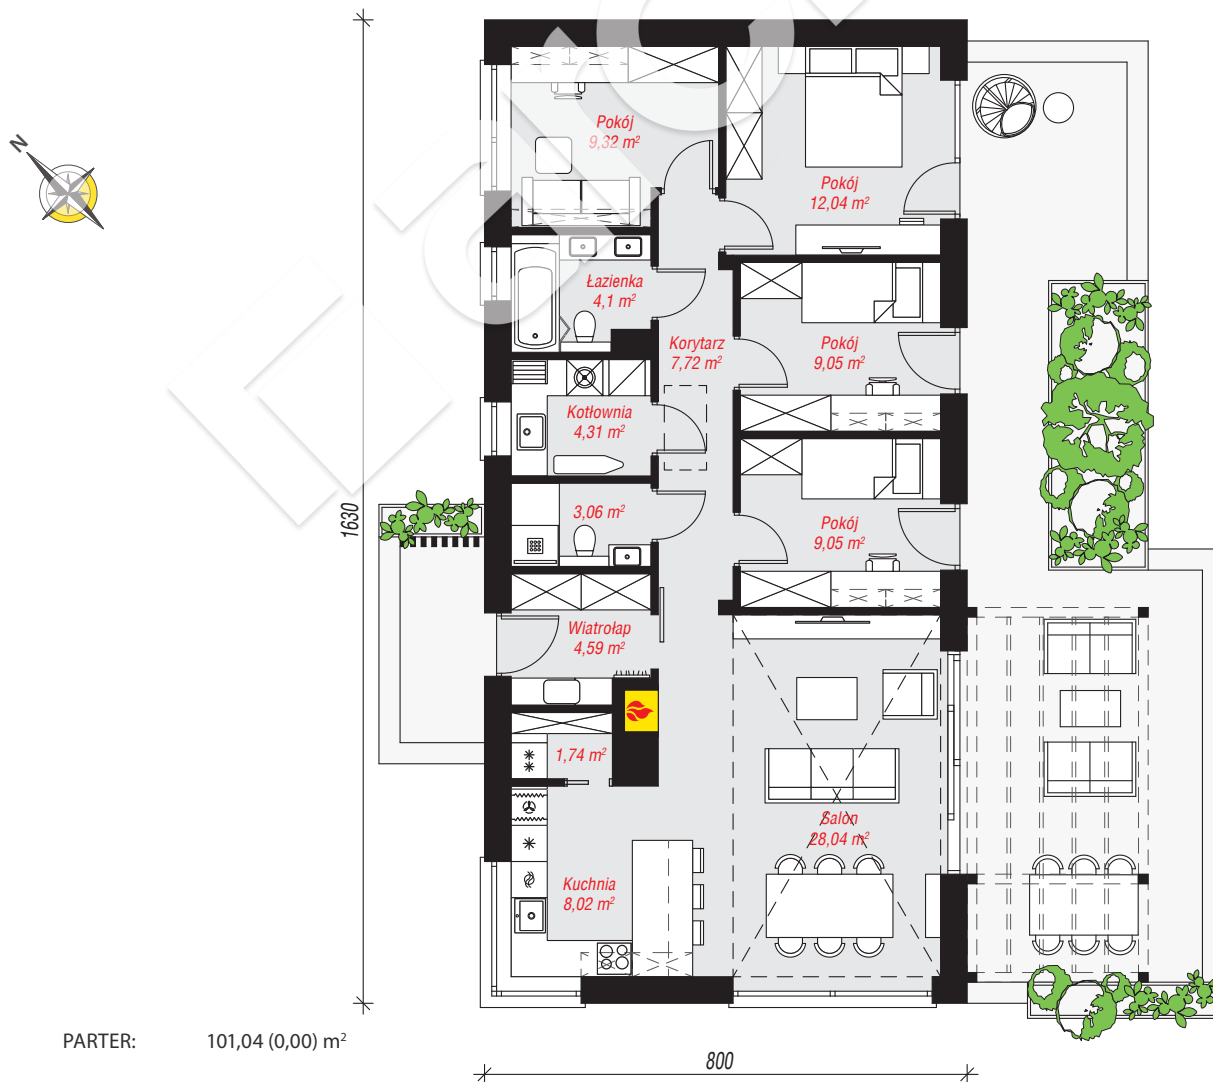 N
Pokój
9,32 m²
Pokój
12,04 m²
Łazienka
4,1 m²
Korytarz
7,72 m²
Pokój
9,05 m²
Kotłownia
4,31 m²
3,06 m²
Pokój
9,05 m²
1630
Wiatrołap
4,59 m²
1,74 m²
Salon
28,04 m²
Kuchnia
8,02 m²
PARTER: 101,04 (0,00) m²
800